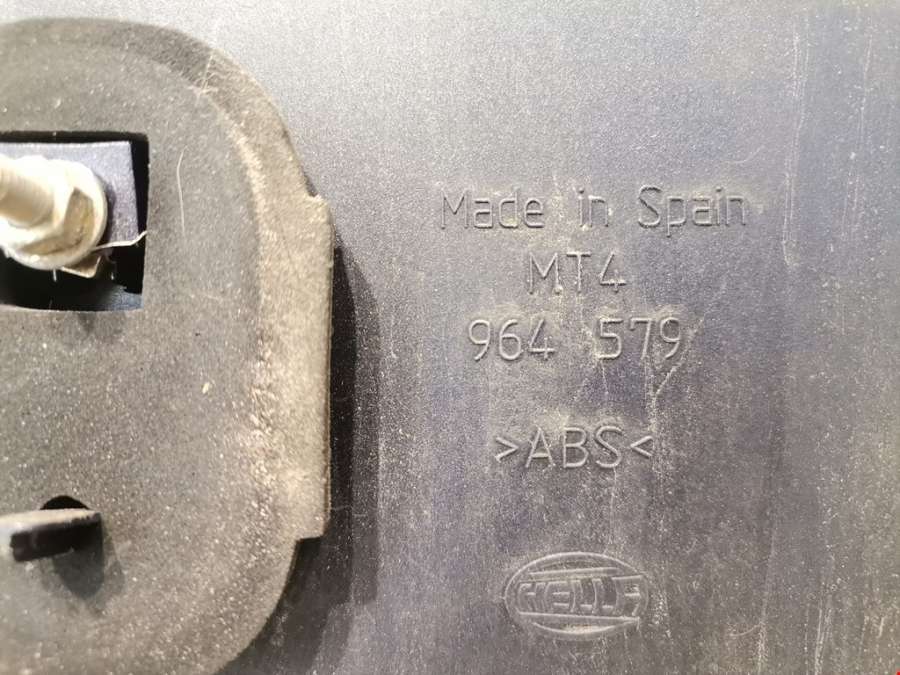 Made in Spain
MT4
964 579
>ABS<
HELLA